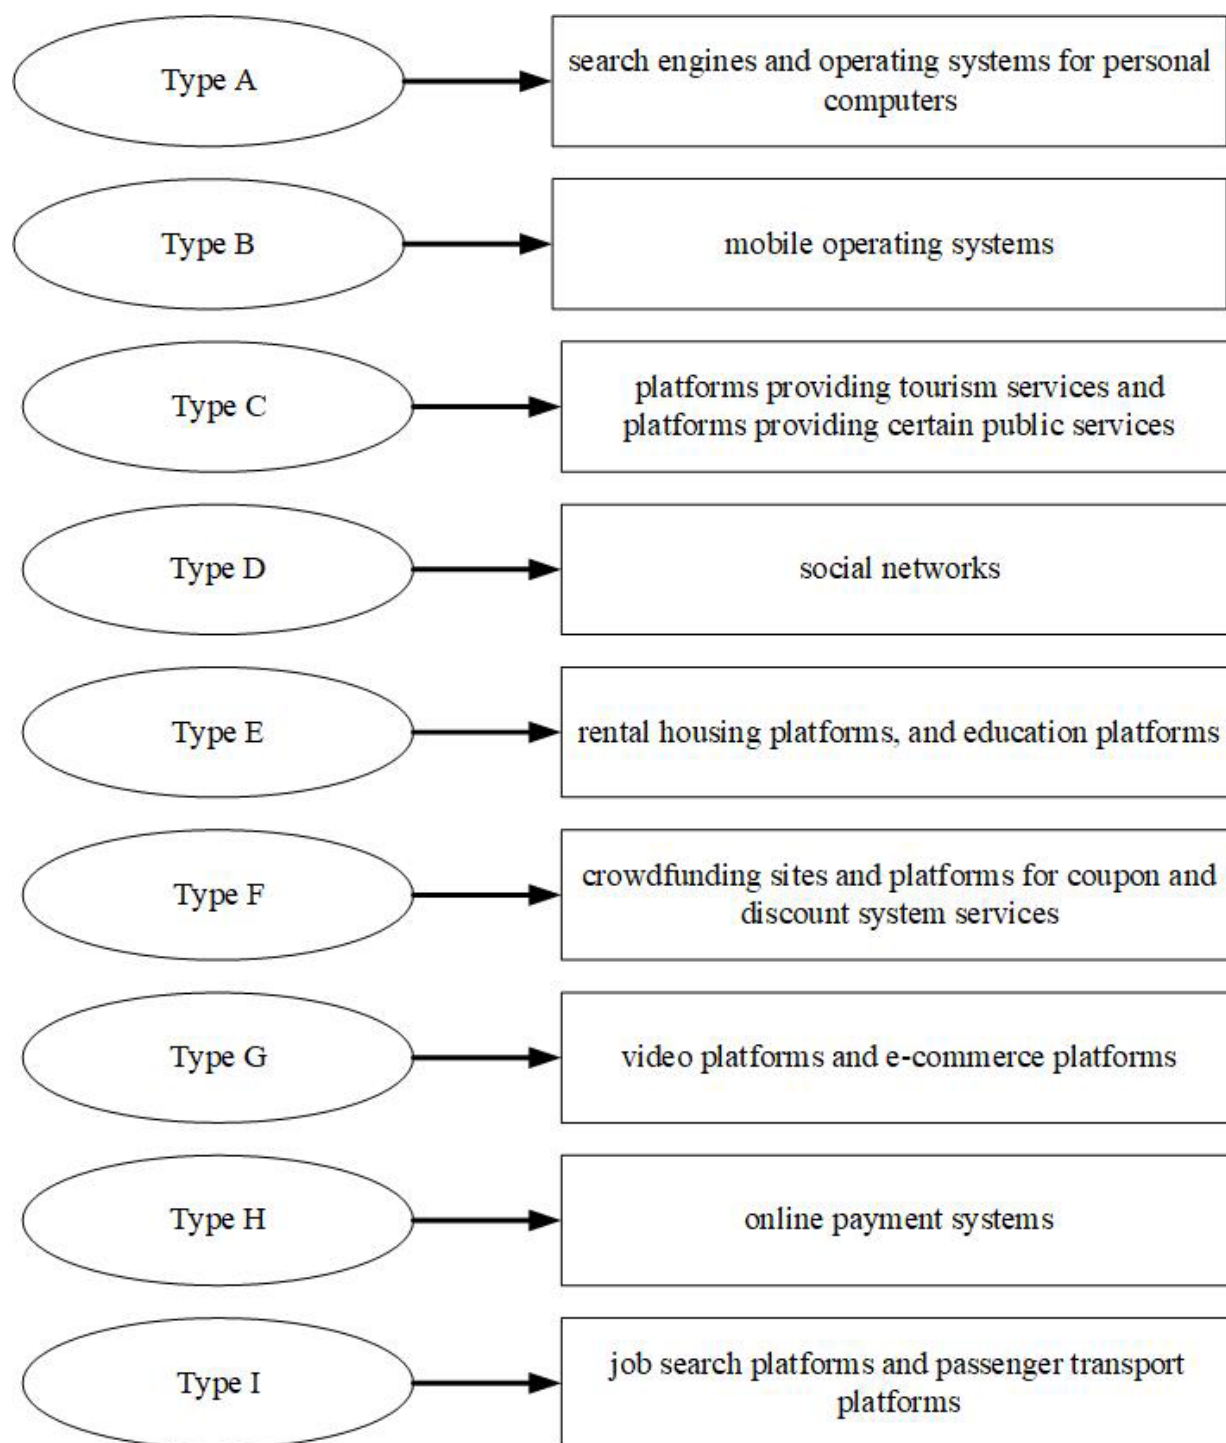 Type A
search engines and operating systems for personal
computers
Type B
mobile operating systems
Type C
platforms providing tourism services and
platforms providing certain public services
Type D
social networks
Type E
rental housing platforms, and education platforms
Type F
crowdfunding sites and platforms for coupon and
discount system services
Type G
video platforms and e-commerce platforms
Type H
online payment systems
Type I
job search platforms and passenger transport
platforms